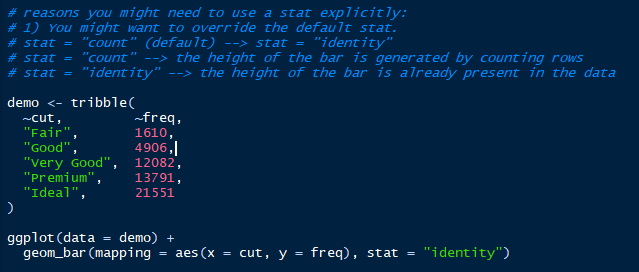 # reasons you might need to use a stat explicitly:
# 1) You might want to override the default stat.
# stat = "count" (default) --> stat = "identity"
# stat = "count" --> the height of the bar is generated by counting rows
# stat = "identity" --> the height of the bar is already present in the data
demo <- tribble(
  ~cut,         ~freq,
  "Fair",       1610,
  "Good",       4906,
  "Very Good",  12082,
  "Premium",    13791,
  "Ideal",      21551
)
ggplot(data = demo) +
  geom_bar(mapping = aes(x = cut, y = freq), stat = "identity")